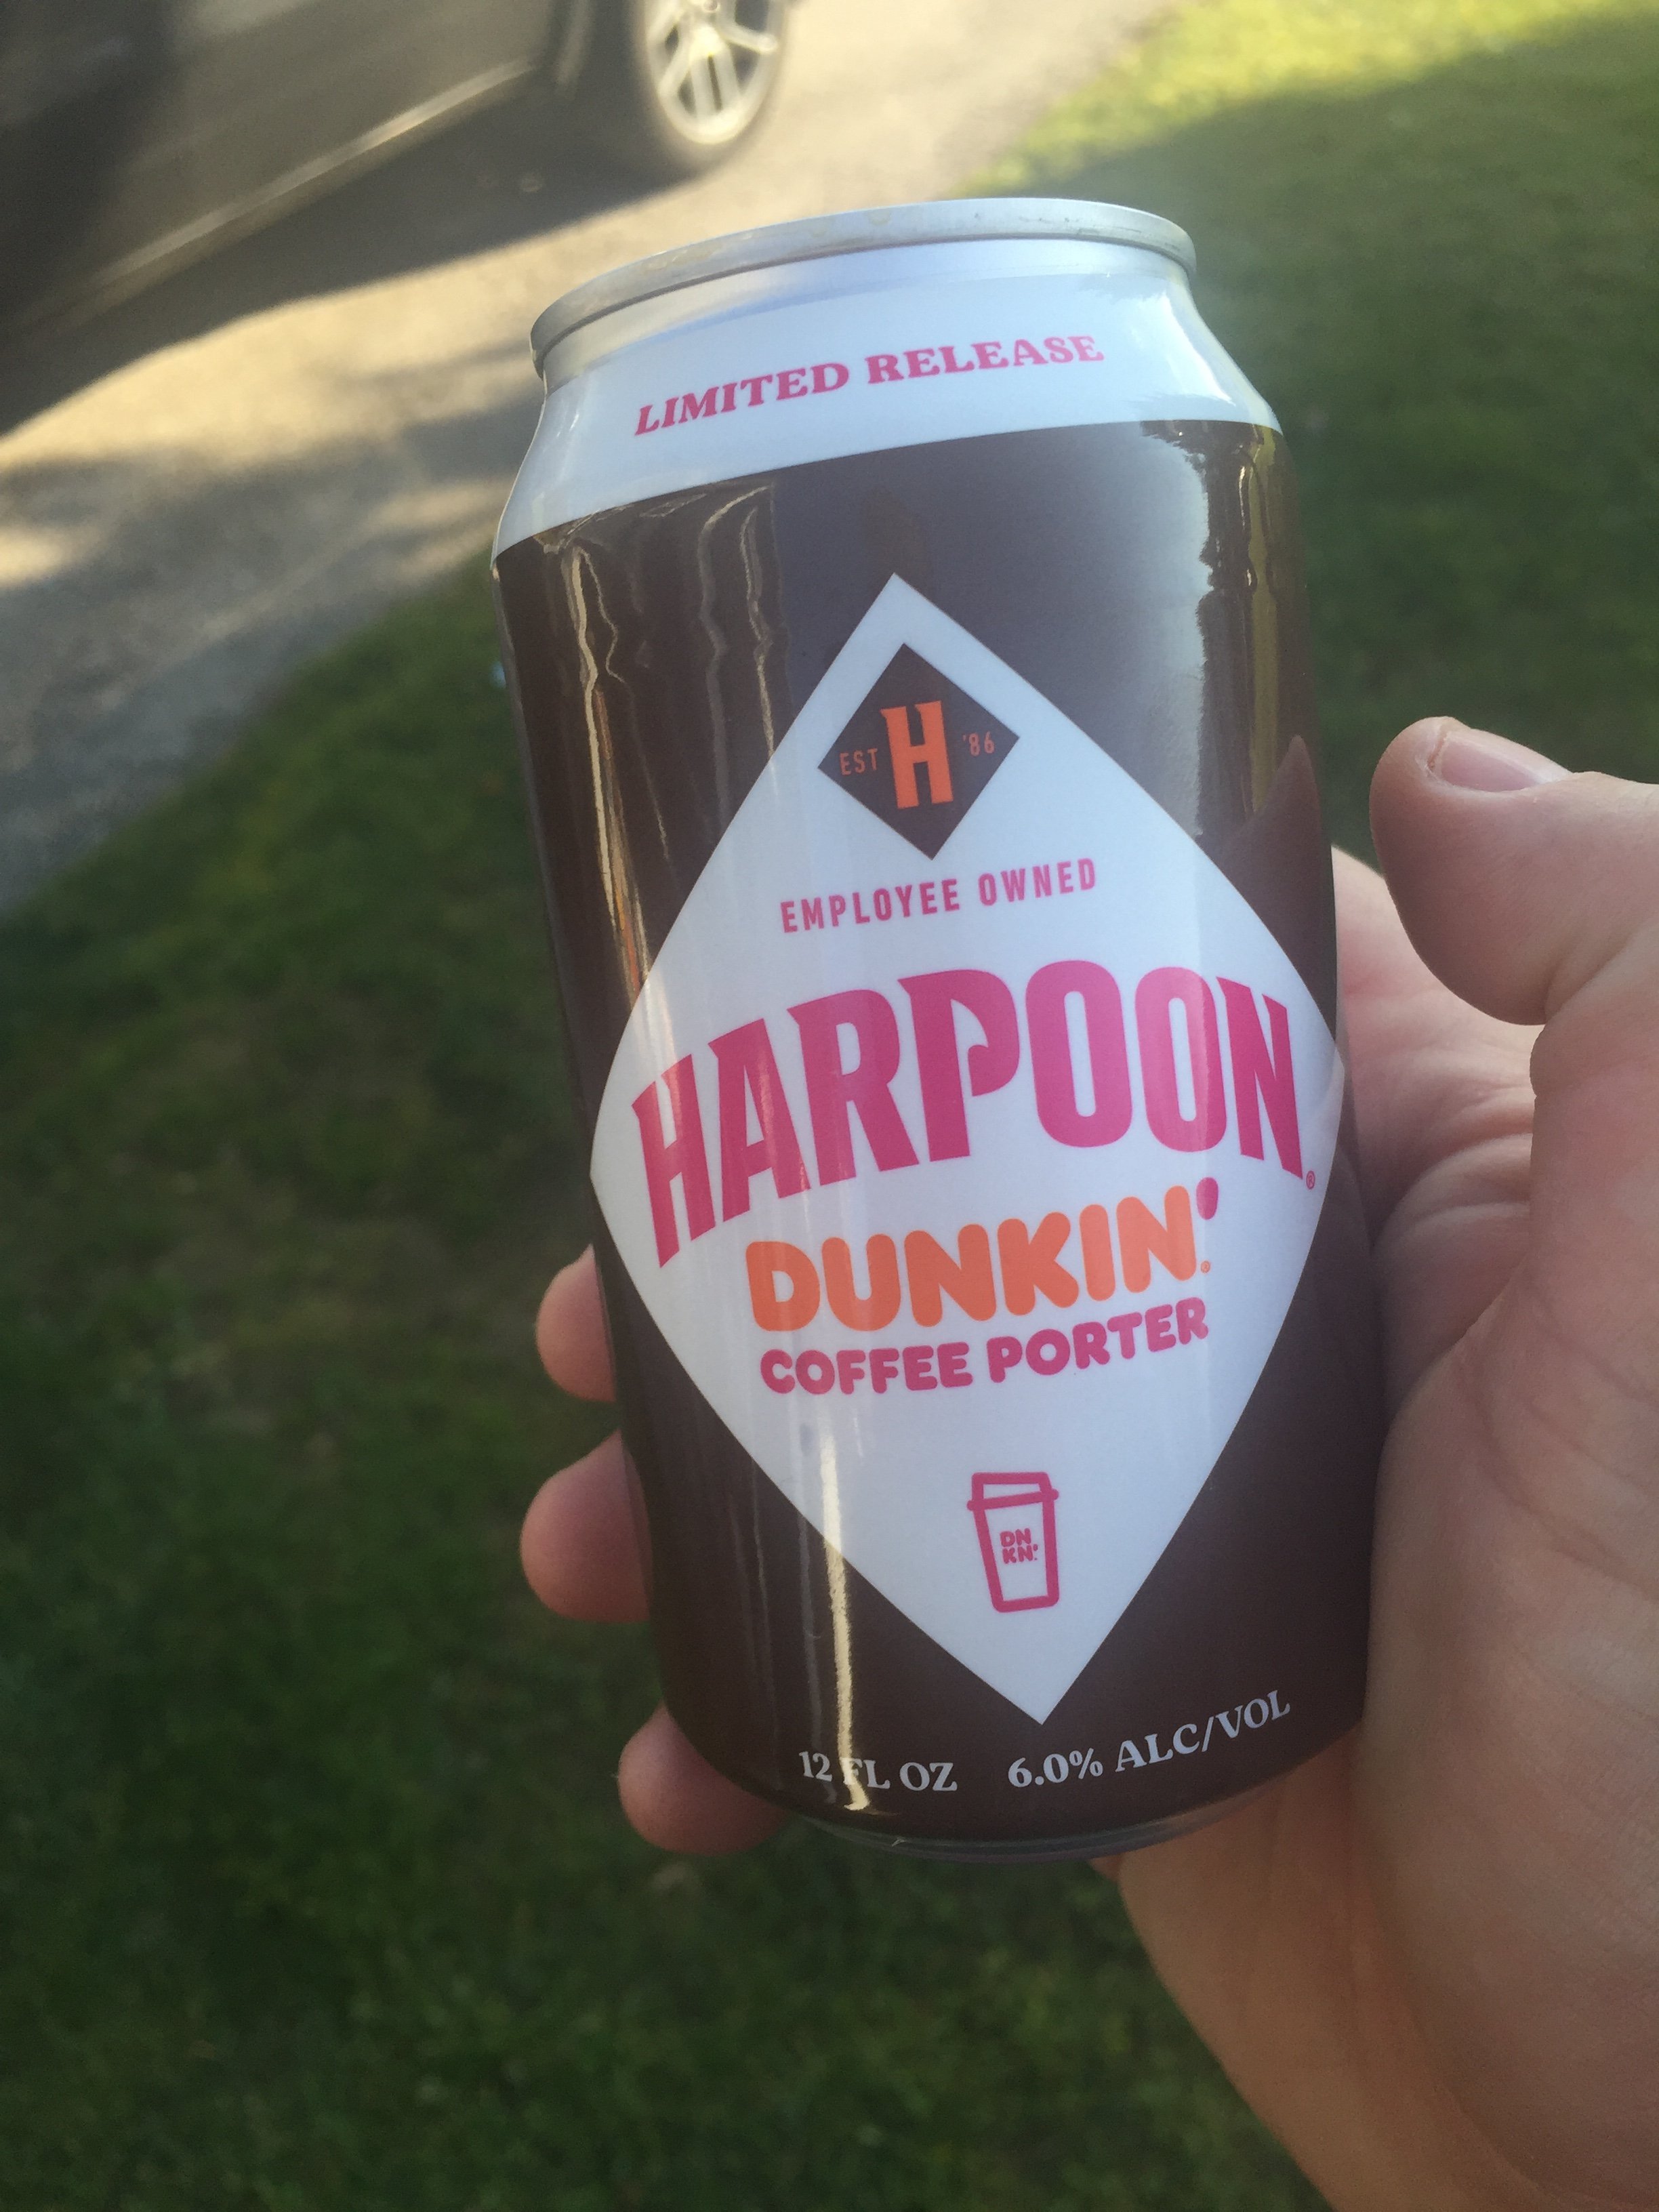 LIMITED RELEASE
EST H '86
EMPLOYEE OWNED
HARPOON®
DUNKIN'®
COFFEE PORTER
DN
KN'
12 FL OZ 6.0% ALC/VOL